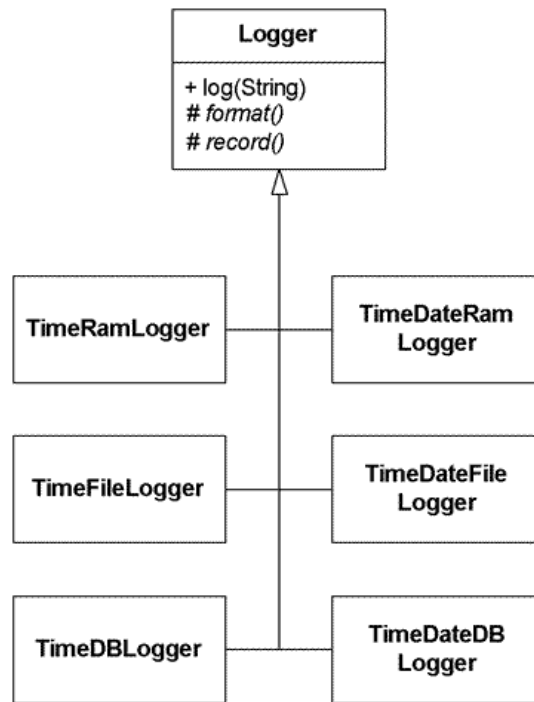 Logger
+ log(String)
# format()
# record()
TimeRamLogger
TimeDateRam
Logger
TimeFileLogger
TimeDateFile
Logger
TimeDBLogger
TimeDateDB
Logger